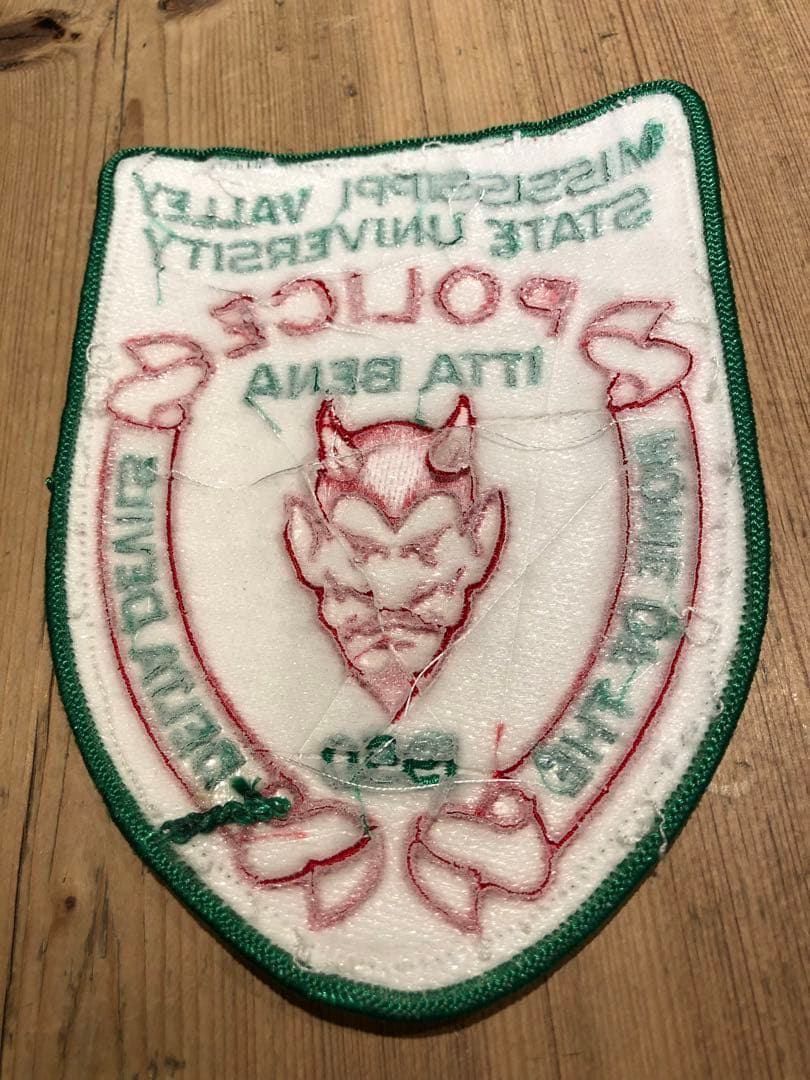 MISSISSIPPI VALLEY
STATE UNIVERSITY
POLICE
ITTA BENA
HOME OF THE
DELTA DEVILS